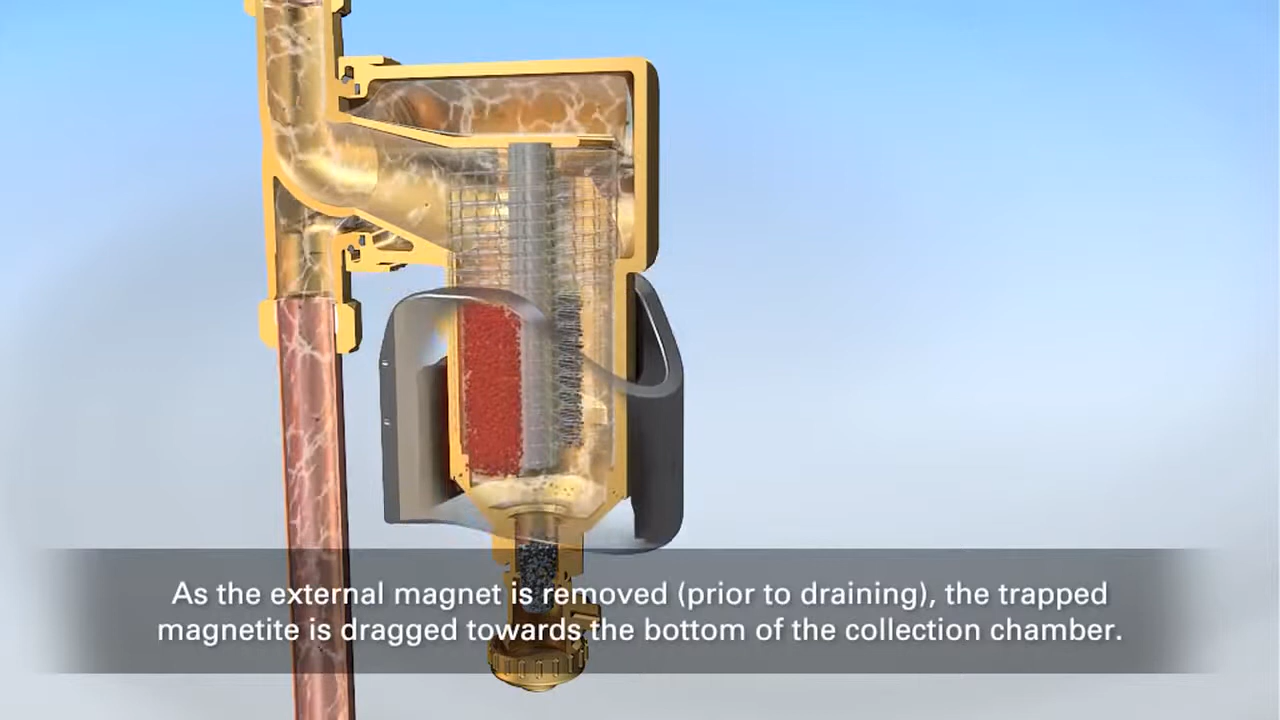 As the external magnet is removed (prior to draining), the trapped
magnetite is dragged towards the bottom of the collection chamber.